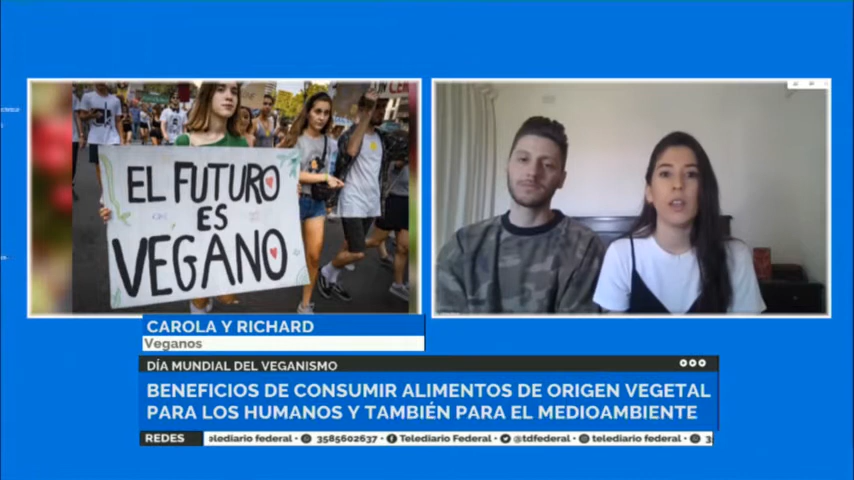 EL FUTURO
ES
VEGANO
CAROLA Y RICHARD
Veganos
DÍA MUNDIAL DEL VEGANISMO
BENEFICIOS DE CONSUMIR ALIMENTOS DE ORIGEN VEGETAL
PARA LOS HUMANOS Y TAMBIÉN PARA EL MEDIOAMBIENTE
REDES elediario federal • 3585602637 • Telediario Federal • @tdfederal • telediario federal • 35